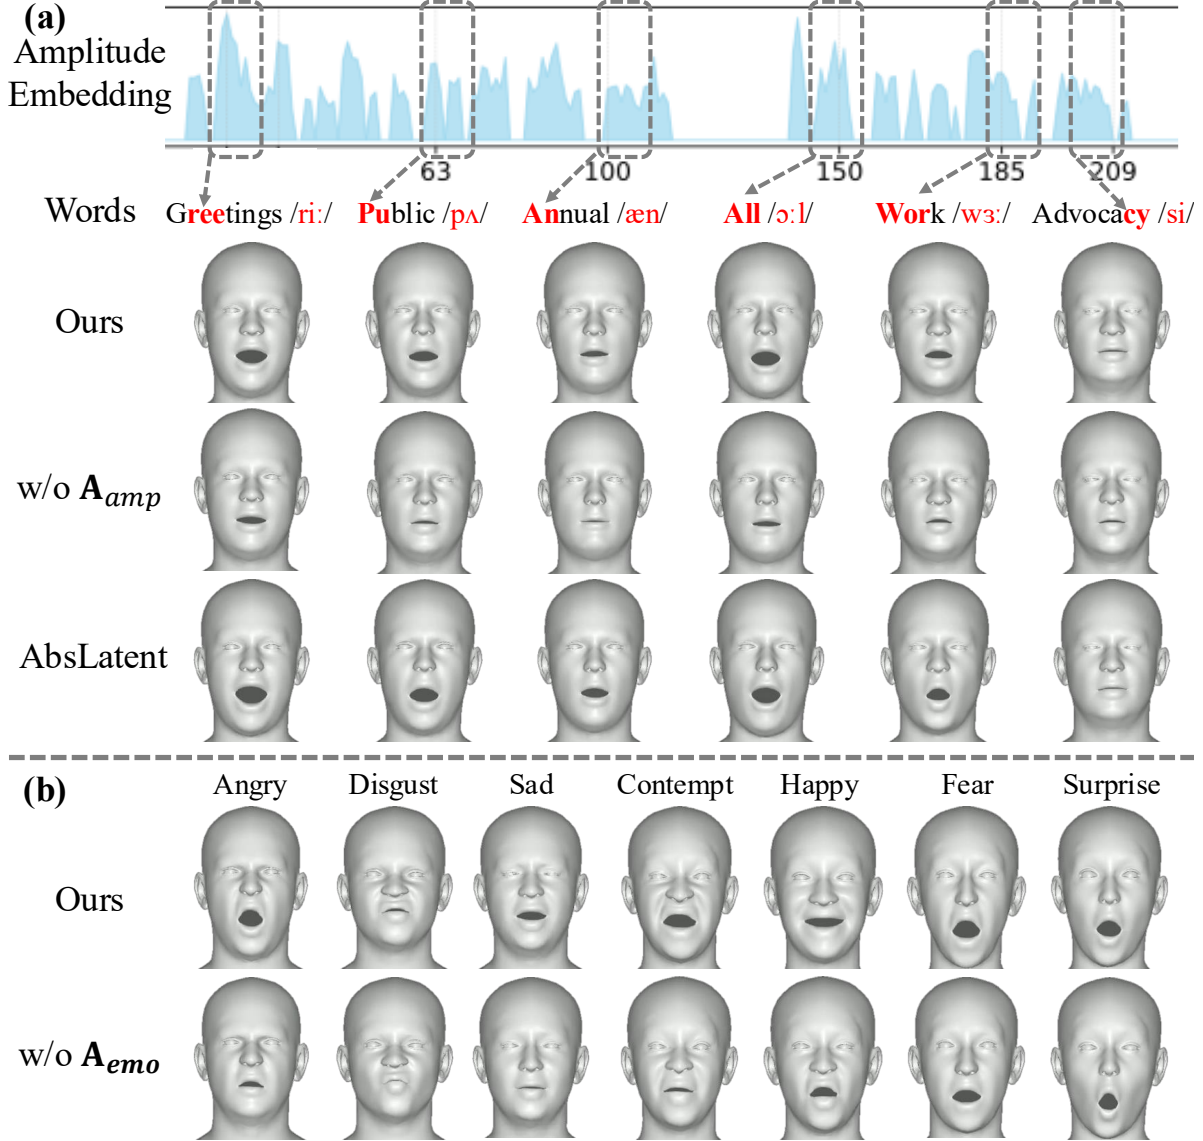 (a)
Amplitude
Embedding
63 100 150 185 209
Words Greetings /riː/ Public /pʌ/ Annual /æn/ All /ɔːl/ Work /wɜː/ Advocacy /si/
Ours
w/o A_amp
AbsLatent
(b) Angry Disgust Sad Contempt Happy Fear Surprise
Ours
w/o A_emo